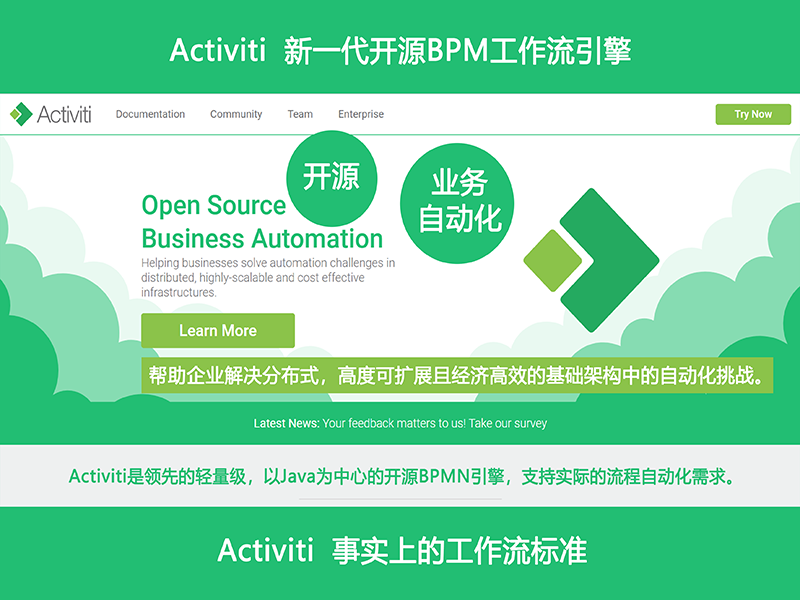 Activiti 新一代开源BPM工作流引擎
Activiti
Documentation
Community
Team
Enterprise
Try Now
开源
业务
自动化
Open Source
Business Automation
Helping businesses solve automation challenges in
distributed, highly-scalable and cost effective
infrastructures.
Learn More
帮助企业解决分布式，高度可扩展且经济高效的基础架构中的自动化挑战。
Latest News: Your feedback matters to us! Take our survey
Activiti是领先的轻量级，以Java为中心的开源BPMN引擎，支持实际的流程自动化需求。
Activiti 事实上的工作流标准